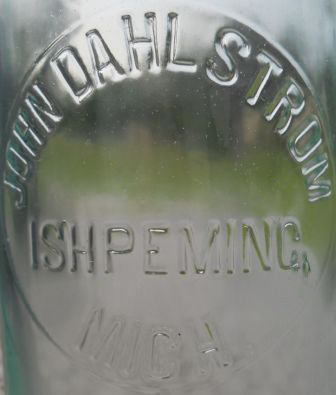 JOHN DAHLSTROM
ISHPEMING,
MICH.